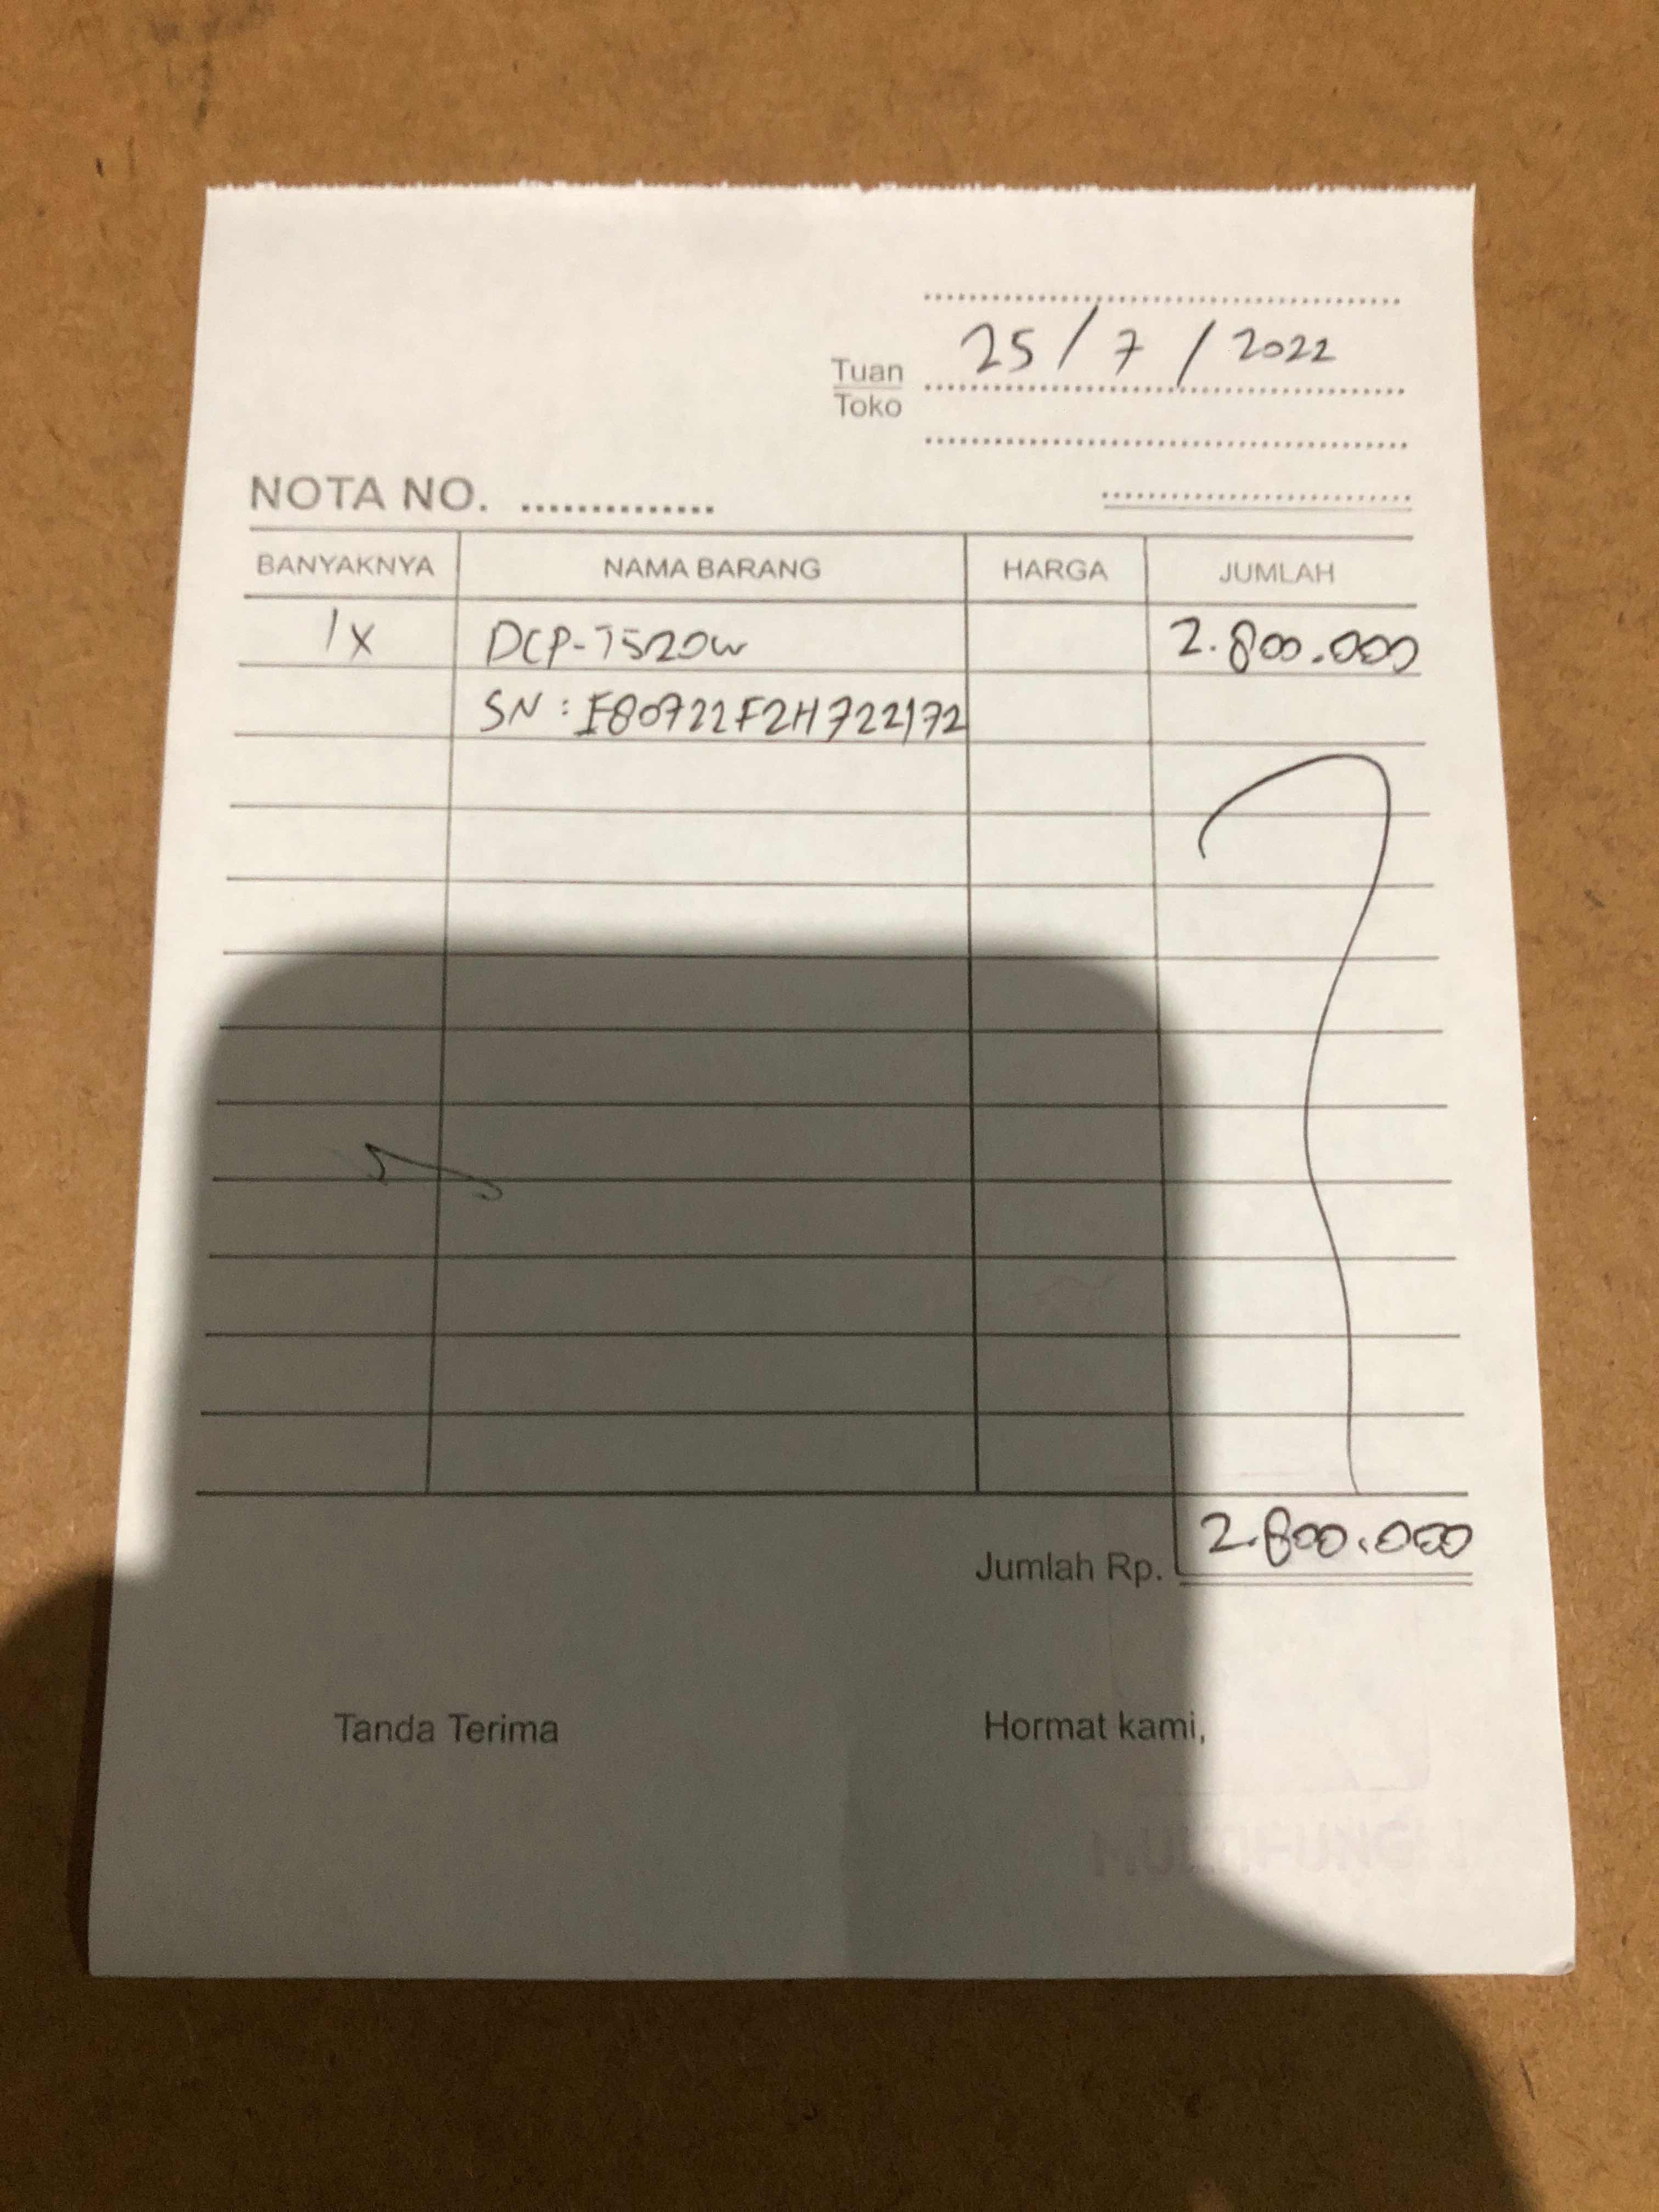 25/7/2022
Tuan
Toko
NOTA NO. ..............
BANYAKNYA NAMA BARANG HARGA JUMLAH
1x DCP-T520w 2.800.000
SN: E80722F2H722172
2.800.000
Jumlah Rp.
Tanda Terima Hormat kami,